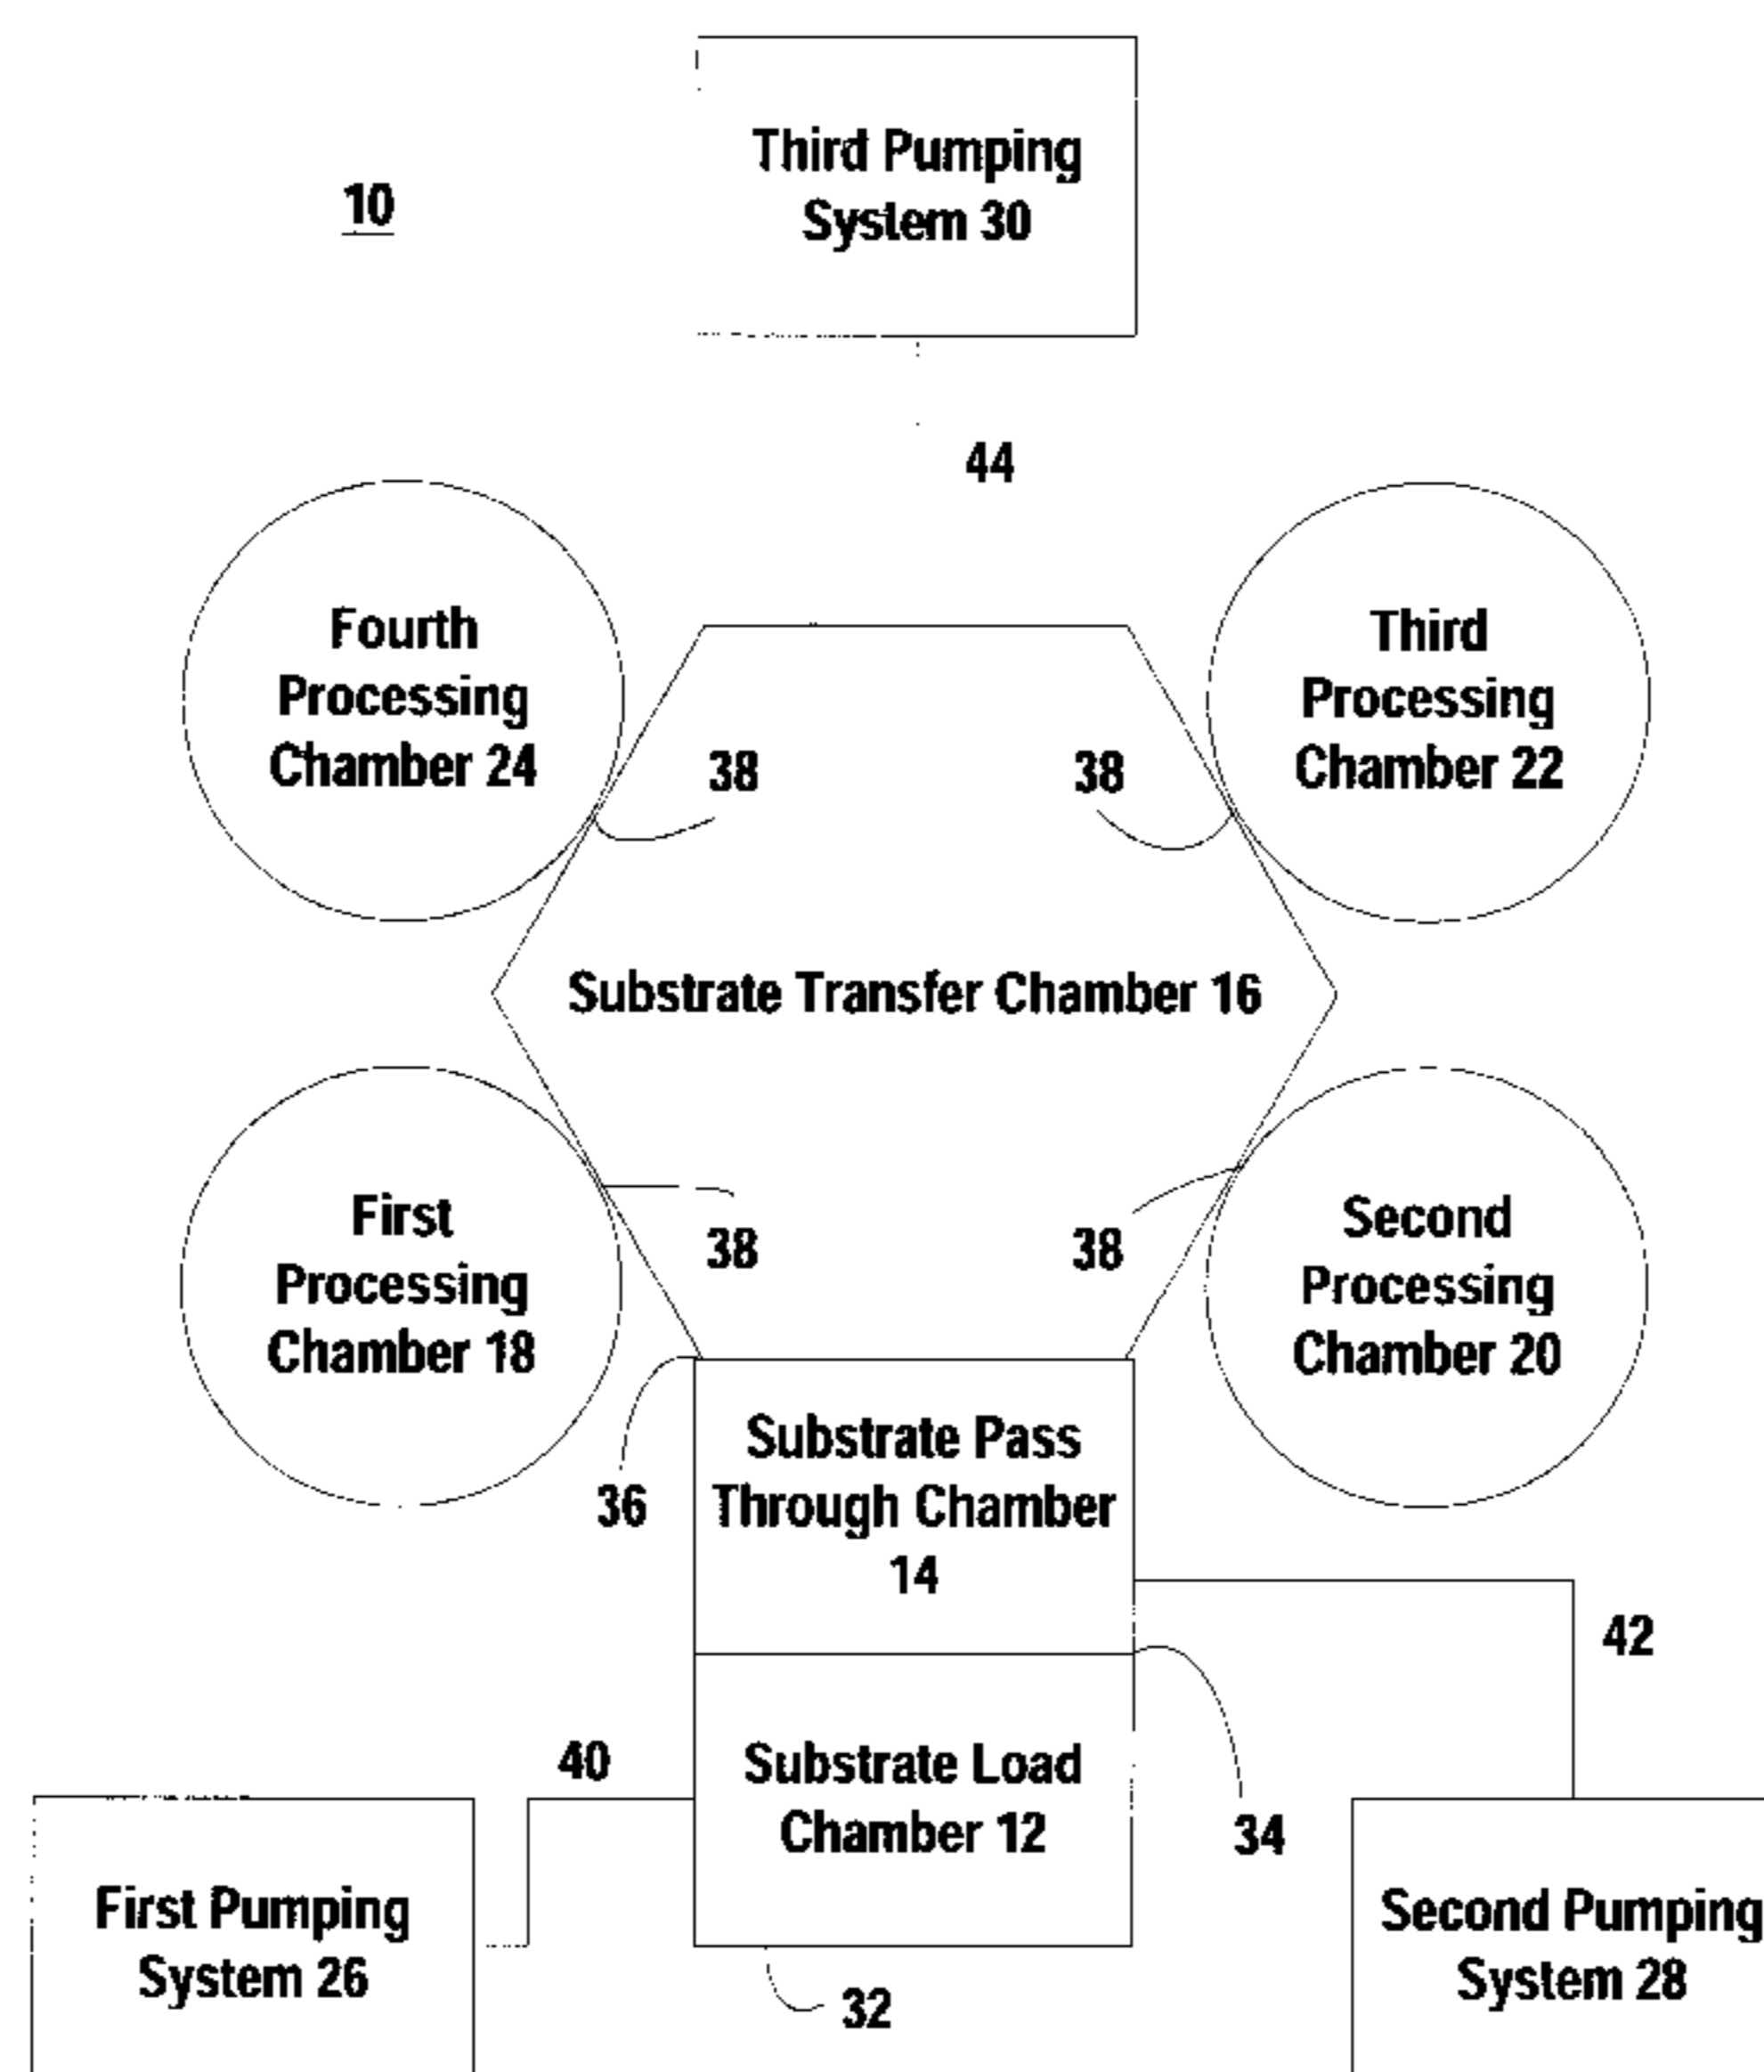 Third Pumping
System 30
10
44
Fourth
Processing
Chamber 24
Third
Processing
Chamber 22
38
38
Substrate Transfer Chamber 16
First
Processing
Chamber 18
38
38
Second
Processing
Chamber 20
36
Substrate Pass
Through Chamber
14
42
40
Substrate Load
Chamber 12
34
First Pumping
System 26
32
Second Pumping
System 28